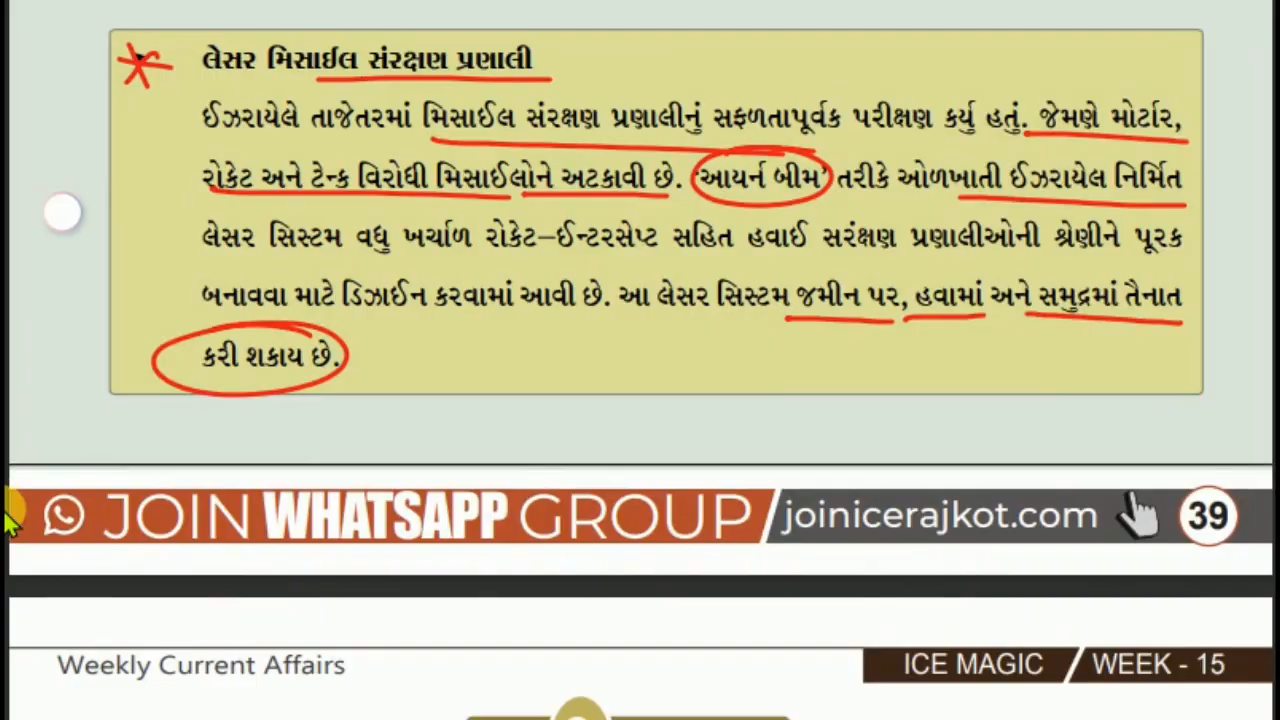 લેસર મિસાઈલ સંરક્ષણ પ્રણાલી
ઈઝરાયેલે તાજેતરમાં મિસાઈલ સંરક્ષણ પ્રણાલીનું સફળતાપૂર્વક પરીક્ષણ કર્યુ હતું. જેમણે મોર્ટાર,
રોકેટ અને ટેન્ક વિરોધી મિસાઈલોને અટકાવી છે. 'આયર્ન બીમ' તરીકે ઓળખાતી ઈઝરાયેલ નિર્મિત
લેસર સિસ્ટમ વધુ ખર્ચાળ રોકેટ–ઈન્ટરસેપ્ટ સહિત હવાઈ સરંક્ષણ પ્રણાલીઓની શ્રેણીને પૂરક
બનાવવા માટે ડિઝાઈન કરવામાં આવી છે. આ લેસર સિસ્ટમ જમીન પર, હવામાં અને સમુદ્રમાં તૈનાત
કરી શકાય છે.
JOIN WHATSAPP GROUP joinicerajkot.com 39
Weekly Current Affairs ICE MAGIC WEEK - 15